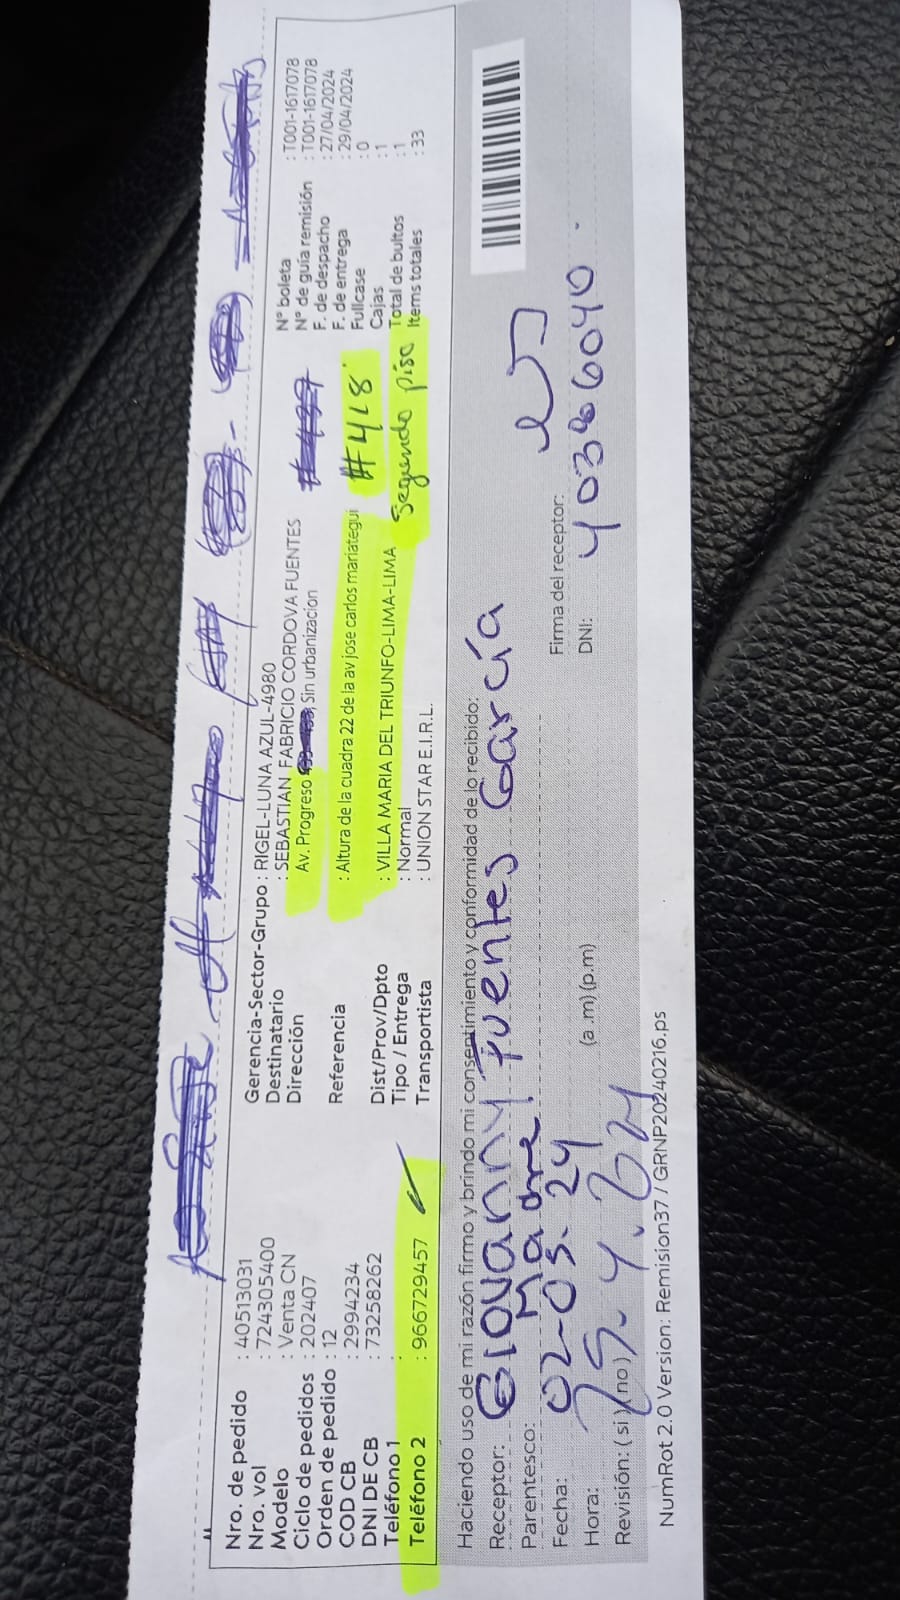 Nro. de pedido : 40513031
Nro. vol : 724305400
Modelo : Venta CN
Ciclo de pedidos : 202407
Orden de pedido : 12
COD CB : 2994234
DNI DE CB : 73258262
Teléfono 1 :
Teléfono 2 : 966729457
Gerencia-Sector-Grupo : RIGEL-LUNA AZUL-4980
Destinatario : SEBASTIAN FABRICIO CORDOVA FUENTES
Dirección Av. Progreso Sin urbanizacion
Referencia : Altura de la cuadra 22 de la av jose carlos mariategui #418
Dist/Prov/Dpto : VILLA MARIA DEL TRIUNFO-LIMA-LIMA
Segundo piso
Tipo / Entrega : Normal
Transportista : UNION STAR E.I.R.L.
N° boleta : T001-1617078
N° de guía remisión : T001-1617078
F. de despacho : 27/04/2024
F. de entrega : 29/04/2024
Fullcase : 0
Cajas : 1
Total de bultos : 1
Items totales : 33
Haciendo uso de mi razón firmo y brindo mi consentimiento y conformidad de lo recibido:
Receptor: Giovanny Fuentes García
Parentesco: Madre
Fecha: 02-05.24
Hora: (a.m) (p.m)
Revisión: ( si ) ( no )
Firma del receptor:
DNI: 40386040.
NumRot 2.0 Version: Remision37 / GRNP20240216.ps